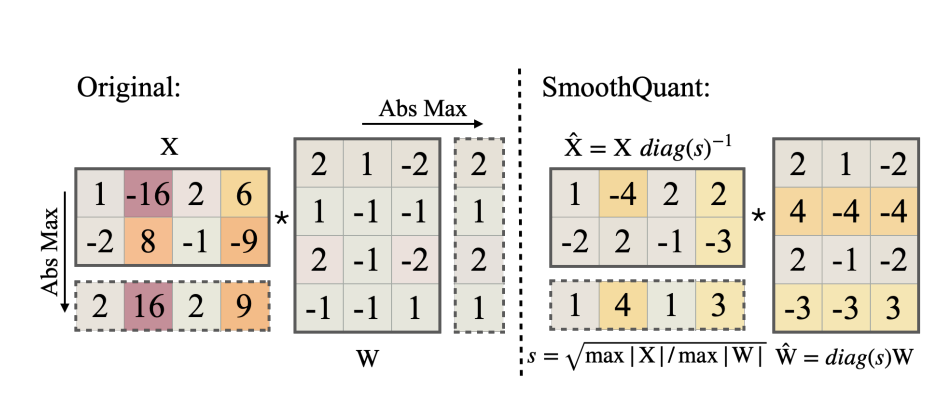 Original:
Abs Max
X
1 -16 2 6
-2 8 -1 -9
Abs Max
2 16 2 9
*
2 1 -2
1 -1 -1
2 -1 -2
-1 -1 1
2
1
2
1
W
SmoothQuant:
X̂ = X diag(s)⁻¹
1 -4 2 2
-2 2 -1 -3
1 4 1 3
*
2 1 -2
4 -4 -4
2 -1 -2
-3 -3 3
s = √max |X| / max |W|
Ŵ = diag(s)W